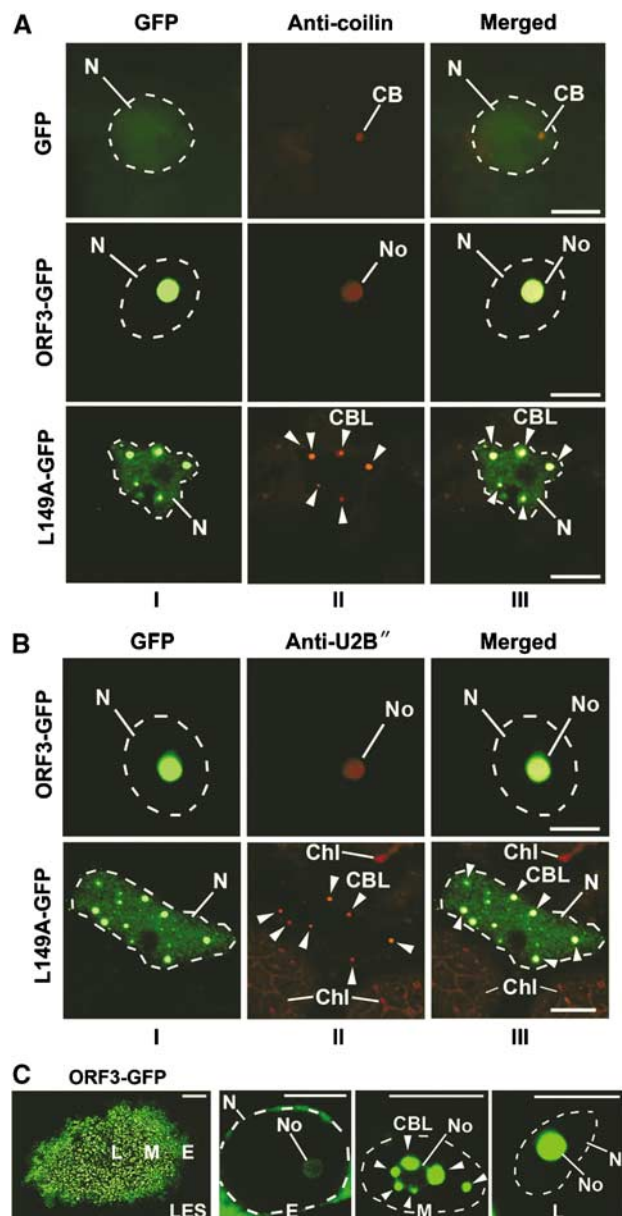 A
GFP Anti-coilin Merged
GFP
N CB N CB
ORF3-GFP
N No N No
L149A-GFP
CBL CBL
N N
I II III
B
GFP Anti-U2B″ Merged
ORF3-GFP
N No N No
L149A-GFP
Chl Chl
N CBL CBL N
Chl Chl
I II III
C
ORF3-GFP
N CBL No
L M E No N
No
LES E M L